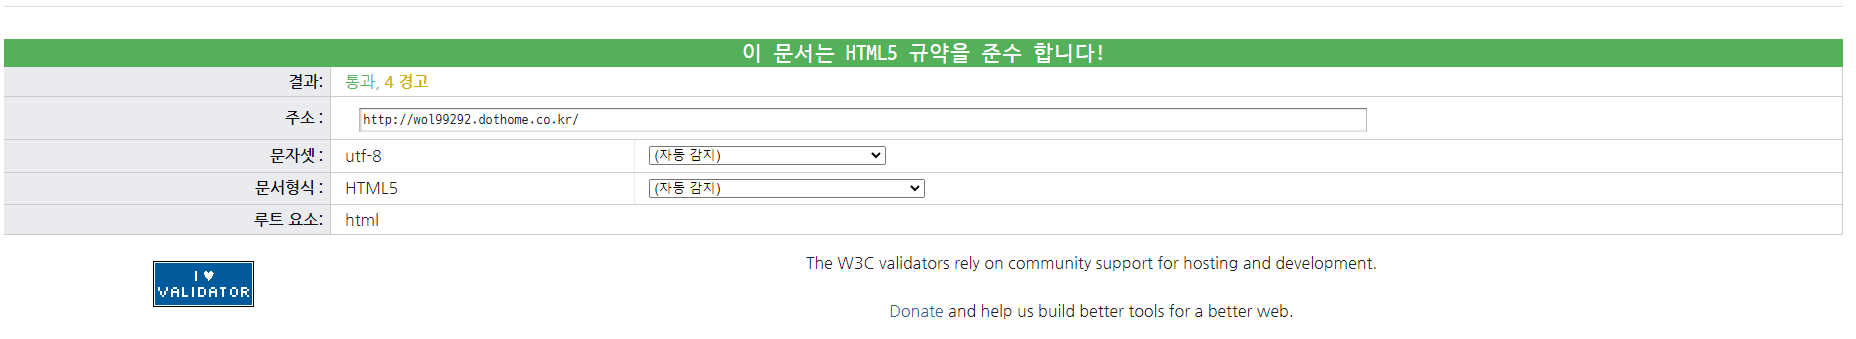 이 문서는 HTML5 규약을 준수 합니다!
결과: 통과, 4 경고
주소 : http://wol99292.dothome.co.kr/
문자셋 : utf-8 (자동 감지)
문서형식 : HTML5 (자동 감지)
루트 요소: html
I ♥
VALIDATOR
The W3C validators rely on community support for hosting and development.
Donate and help us build better tools for a better web.